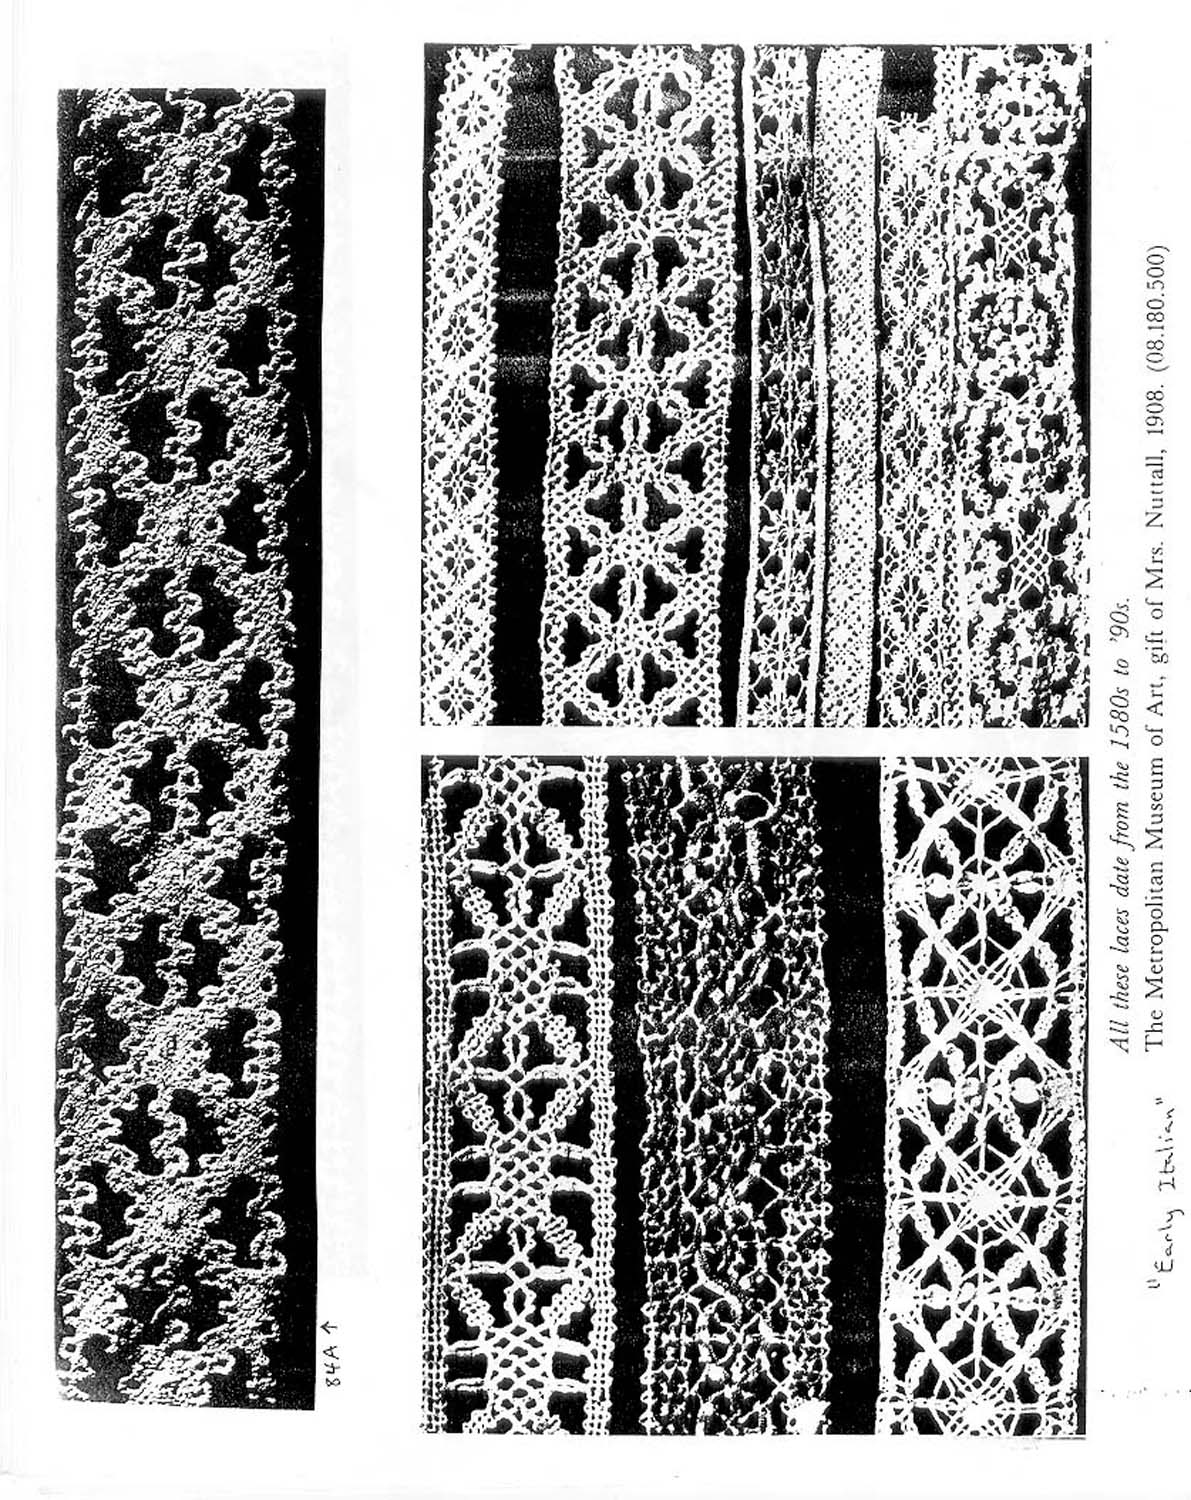 84A ↑
All these laces date from the 1580s to '90s.
The Metropolitan Museum of Art, gift of Mrs. Nuttall, 1908. (08.180.500)
"Early Italian"